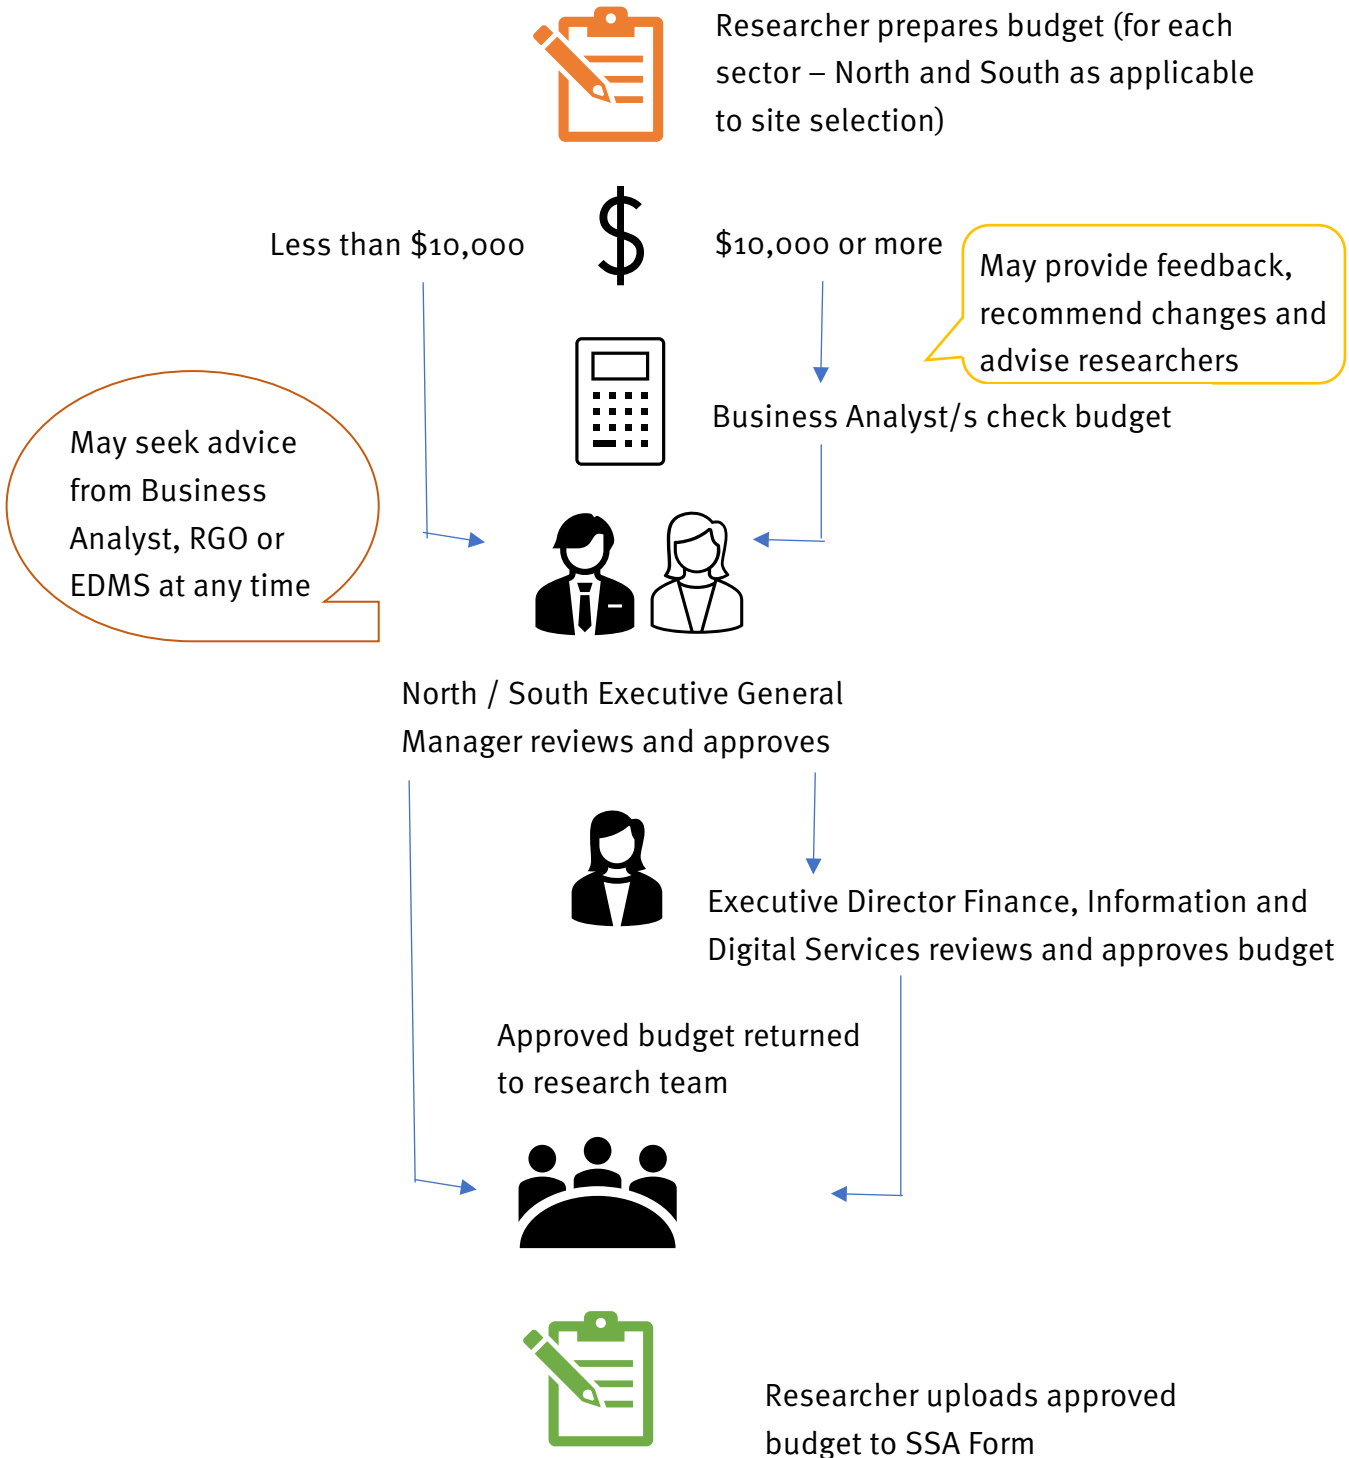 Researcher prepares budget (for each
sector – North and South as applicable
to site selection)
Less than $10,000
$
$10,000 or more
May provide feedback,
recommend changes and
advise researchers
Business Analyst/s check budget
May seek advice
from Business
Analyst, RGO or
EDMS at any time
North / South Executive General
Manager reviews and approves
Executive Director Finance, Information and
Digital Services reviews and approves budget
Approved budget returned
to research team
Researcher uploads approved
budget to SSA Form